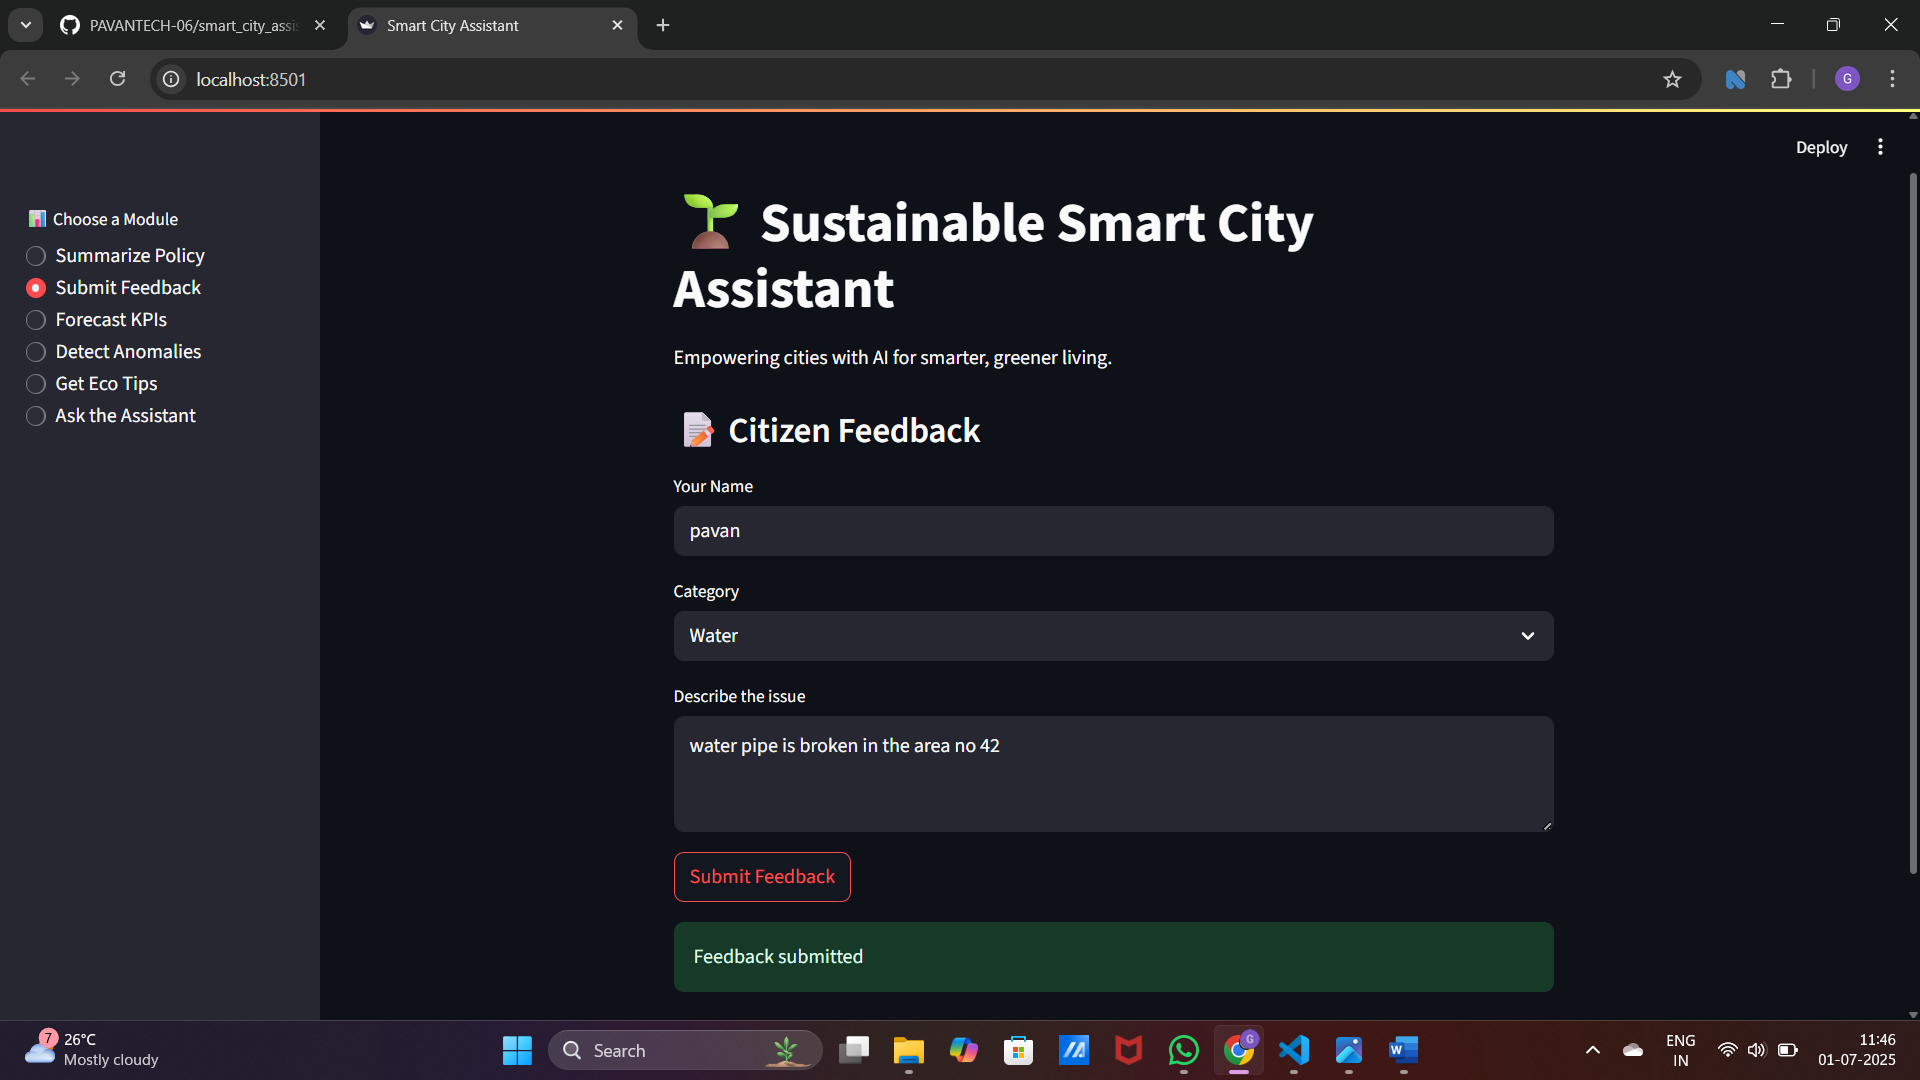 PAVANTECH-06/smart_city_assis
Smart City Assistant
localhost:8501
G
Deploy
Choose a Module
Summarize Policy
Submit Feedback
Forecast KPIs
Detect Anomalies
Get Eco Tips
Ask the Assistant
Sustainable Smart City
Assistant
Empowering cities with AI for smarter, greener living.
Citizen Feedback
Your Name
pavan
Category
Water
Describe the issue
water pipe is broken in the area no 42
Submit Feedback
Feedback submitted
7
26°C
Mostly cloudy
Search
G
W
ENG
IN
11:46
01-07-2025